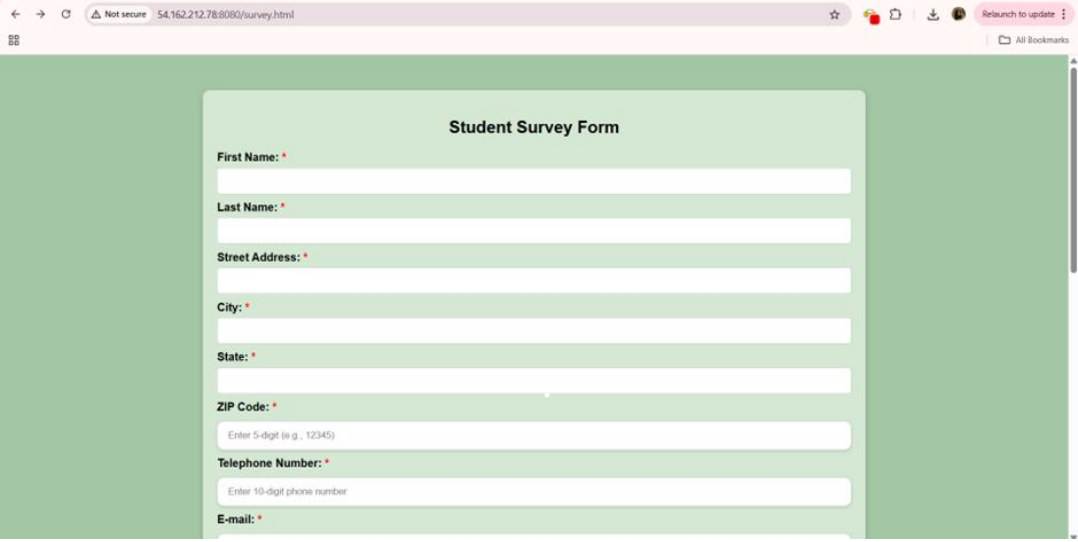 Not secure 54.162.212.78:8080/survey.html
Relaunch to update
All Bookmarks
Student Survey Form
First Name: *
Last Name: *
Street Address: *
City: *
State: *
ZIP Code: *
Enter 5-digit (e.g., 12345)
Telephone Number: *
Enter 10-digit phone number
E-mail: *